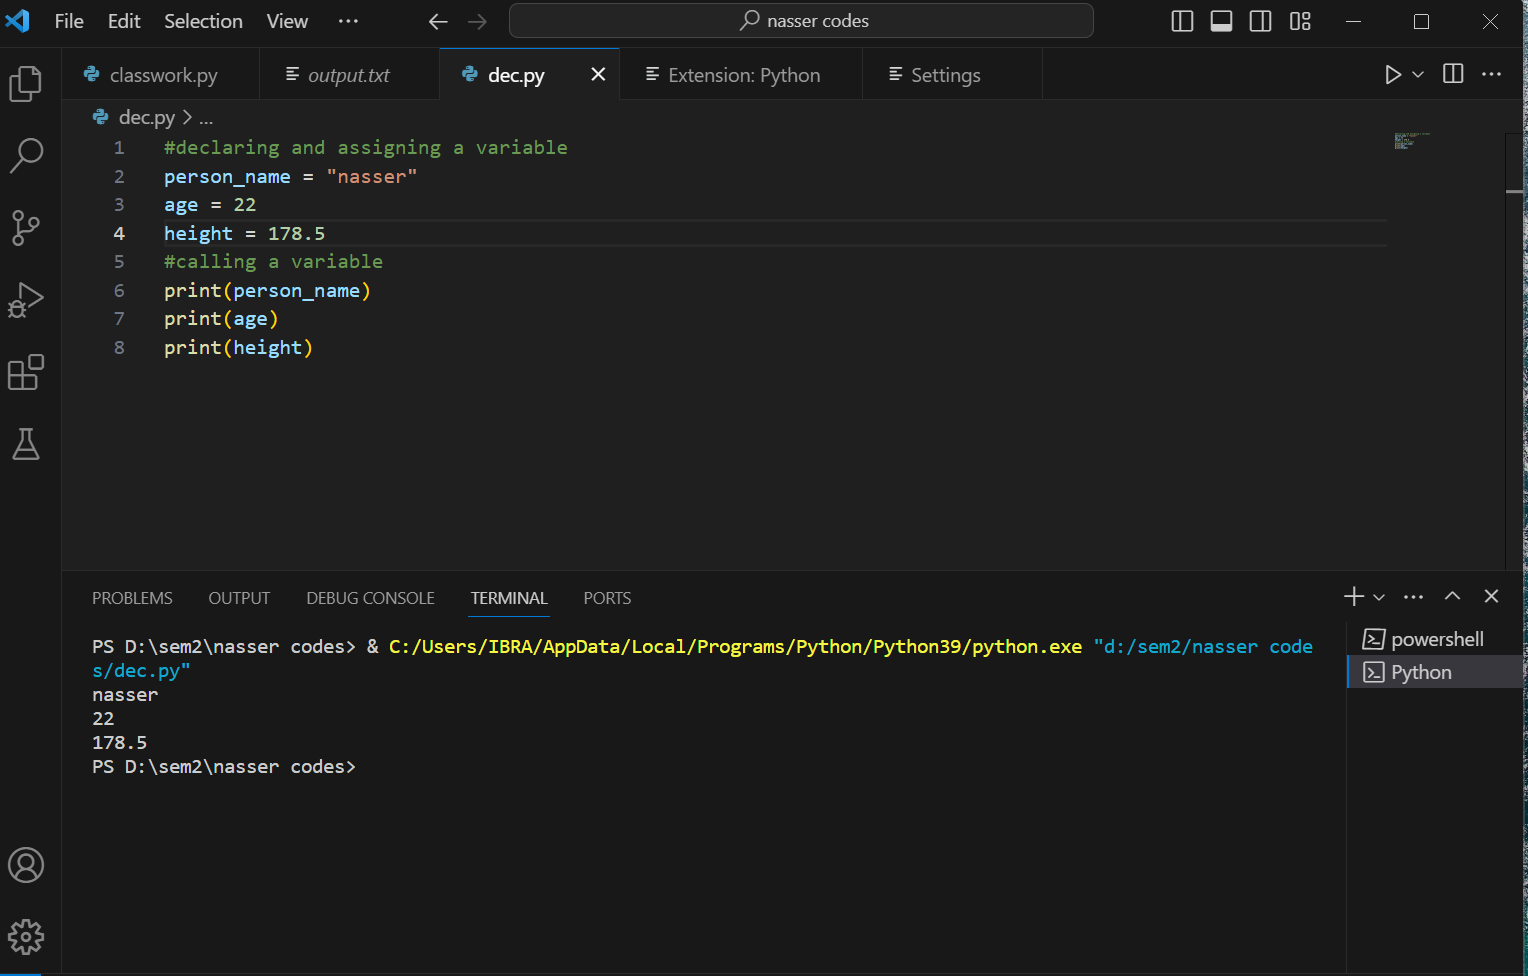 File Edit Selection View ··· nasser codes
classwork.py output.txt dec.py Extension: Python Settings
dec.py > ...
1 #declaring and assigning a variable
2 person_name = "nasser"
3 age = 22
4 height = 178.5
5 #calling a variable
6 print(person_name)
7 print(age)
8 print(height)
PROBLEMS OUTPUT DEBUG CONSOLE TERMINAL PORTS
PS D:\sem2\nasser codes> & C:/Users/IBRA/AppData/Local/Programs/Python/Python39/python.exe "d:/sem2/nasser code
s/dec.py"
nasser
22
178.5
PS D:\sem2\nasser codes>
powershell
Python